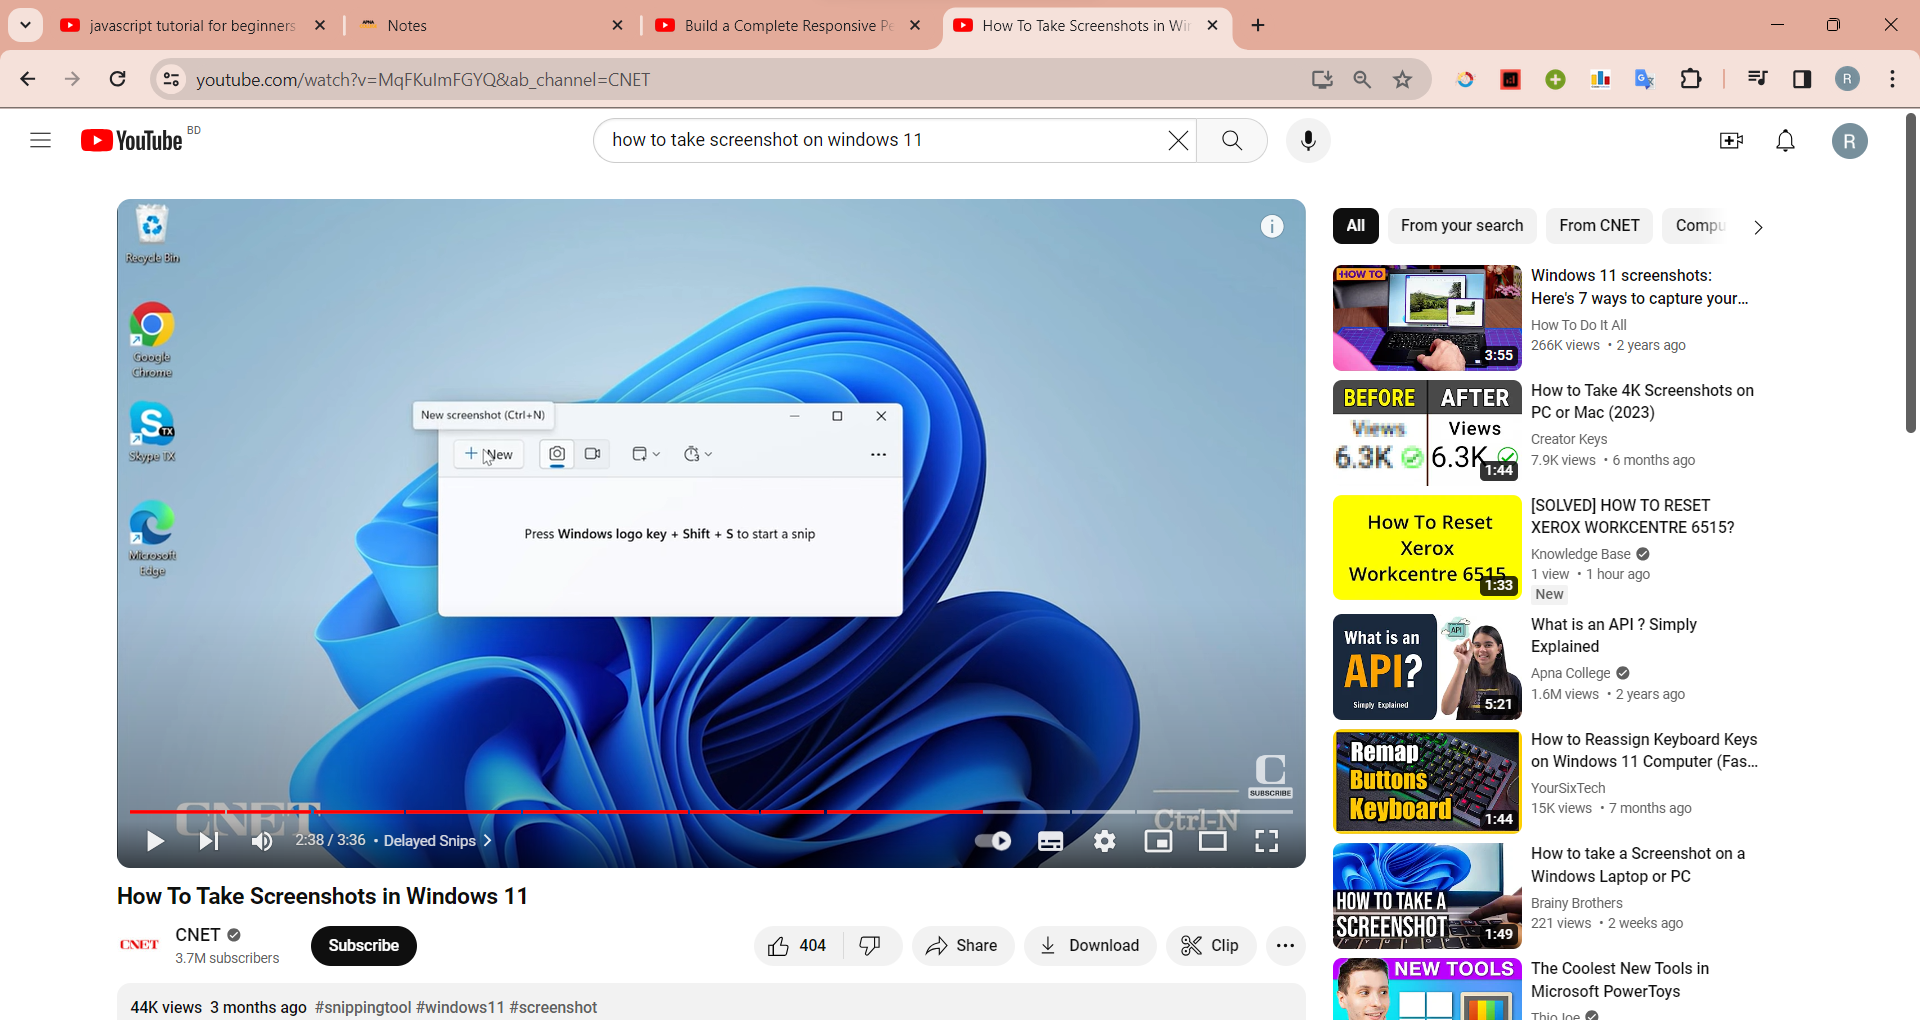 javascript tutorial for beginners
Notes
Build a Complete Responsive Pe
How To Take Screenshots in Wi
youtube.com/watch?v=MqFKuImFGYQ&ab_channel=CNET
R
YouTube BD
how to take screenshot on windows 11
R
Recycle Bin
Google
Chrome
Skype TX
Microsoft
Edge
New screenshot (Ctrl+N)
New
Press Windows logo key + Shift + S to start a snip
CNET
C
SUBSCRIBE
Ctrl-N
2:38 / 3:36 • Delayed Snips
How To Take Screenshots in Windows 11
CNET
CNET
3.7M subscribers
Subscribe
404
Share
Download
Clip
44K views 3 months ago #snippingtool #windows11 #screenshot
All
From your search
From CNET
Compu
HOW TO
3:55
Windows 11 screenshots:
Here's 7 ways to capture your...
How To Do It All
266K views • 2 years ago
BEFORE
AFTER
Views
Views
6.3K
6.3K
1:44
How to Take 4K Screenshots on
PC or Mac (2023)
Creator Keys
7.9K views • 6 months ago
How To Reset
Xerox
Workcentre 6515
1:33
[SOLVED] HOW TO RESET
XEROX WORKCENTRE 6515?
Knowledge Base
1 view • 1 hour ago
New
What is an
API?
Simply Explained
API
5:21
What is an API ? Simply
Explained
Apna College
1.6M views • 2 years ago
Remap
Buttons
Keyboard
1:44
How to Reassign Keyboard Keys
on Windows 11 Computer (Fas...
YourSixTech
15K views • 7 months ago
HOW TO TAKE A
SCREENSHOT
1:49
How to take a Screenshot on a
Windows Laptop or PC
Brainy Brothers
221 views • 2 weeks ago
NEW TOOLS
The Coolest New Tools in
Microsoft PowerToys
Thio Joe